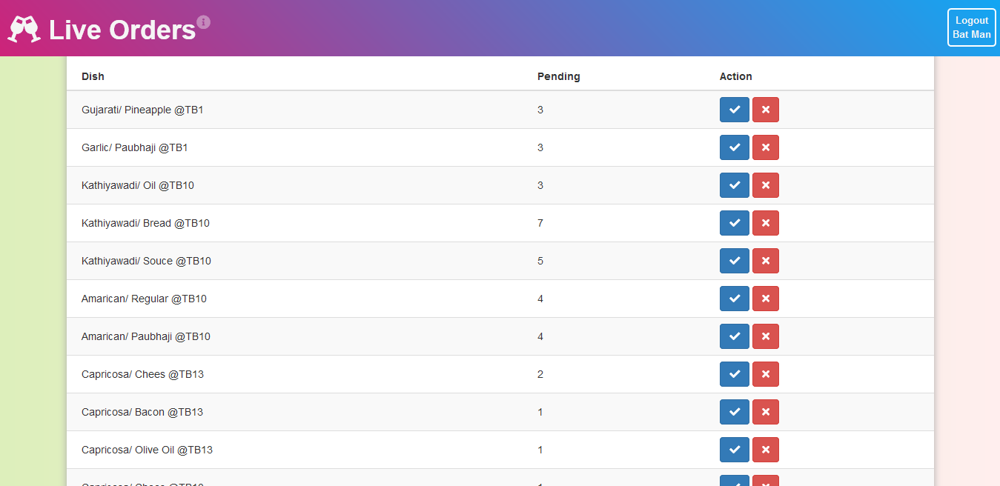 Live Orders
Logout
Bat Man
Dish Pending Action
Gujarati/ Pineapple @TB1 3
Garlic/ Paubhaji @TB1 3
Kathiyawadi/ Oil @TB10 3
Kathiyawadi/ Bread @TB10 7
Kathiyawadi/ Souce @TB10 5
Amarican/ Regular @TB10 4
Amarican/ Paubhaji @TB10 4
Capricosa/ Chees @TB13 2
Capricosa/ Bacon @TB13 1
Capricosa/ Olive Oil @TB13 1